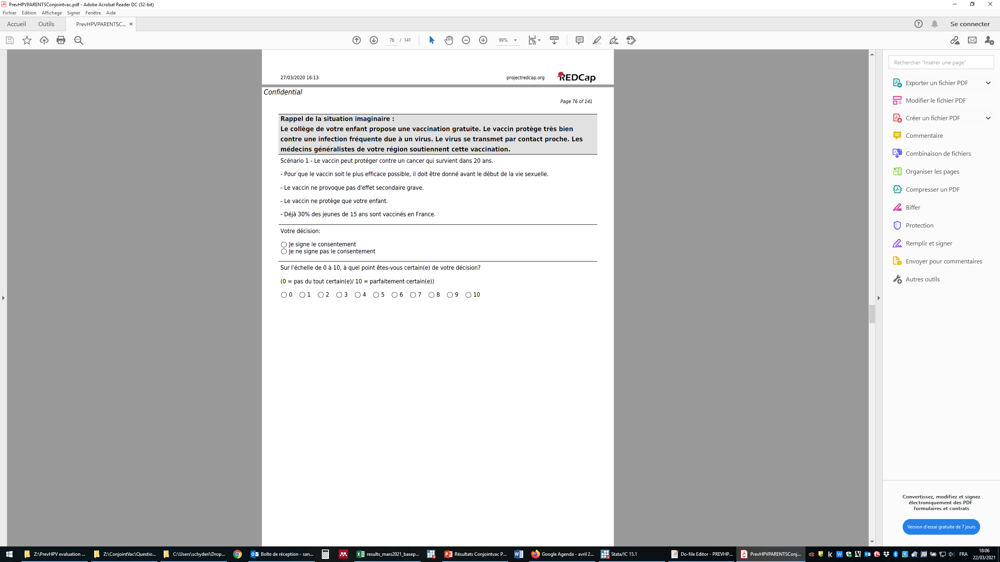 PrevHPVPARENTSConjointvac.pdf - Adobe Acrobat Reader DC (32-bit)
Fichier Edition Affichage Signer Fenêtre Aide
Accueil Outils PrevHPVPARENTSC... × Se connecter
76 / 141 99%
27/03/2020 16:13 projectredcap.org REDCap
Confidential
Page 76 of 141
Rappel de la situation imaginaire :
Le collège de votre enfant propose une vaccination gratuite. Le vaccin protège très bien
contre une infection fréquente due à un virus. Le virus se transmet par contact proche. Les
médecins généralistes de votre région soutiennent cette vaccination.
Scénario 1 - Le vaccin peut protéger contre un cancer qui survient dans 20 ans.
- Pour que le vaccin soit le plus efficace possible, il doit être donné avant le début de la vie sexuelle.
- Le vaccin ne provoque pas d'effet secondaire grave.
- Le vaccin ne protège que votre enfant.
- Déjà 30% des jeunes de 15 ans sont vaccinés en France.
Votre décision:
Je signe le consentement
Je ne signe pas le consentement
Sur l'échelle de 0 à 10, à quel point êtes-vous certain(e) de votre décision?
(0 = pas du tout certain(e)/ 10 = parfaitement certain(e))
0 1 2 3 4 5 6 7 8 9 10
Rechercher "Insérer une page"
Exporter un fichier PDF
Modifier le fichier PDF
Créer un fichier PDF
Commentaire
Combinaison de fichiers
Organiser les pages
Compresser un PDF
Biffer
Protection
Remplir et signer
Envoyer pour commentaires
Autres outils
Convertissez, modifiez et signez
électroniquement des PDF
formulaires et contrats
Version d'essai gratuite de 7 jours
Z:\PrevHPV evaluation ... Z:\ConjointVac\Questio... C:\Users\schyderi\Drop... Boîte de réception - san... results_mars2021_basep... Résultats Conjointvac P... Google Agenda - avril 2... Stata/IC 15.1 Do-file Editor - PREVHP... PrevHPVPARENTSConj... FRA 18:06
22/03/2021